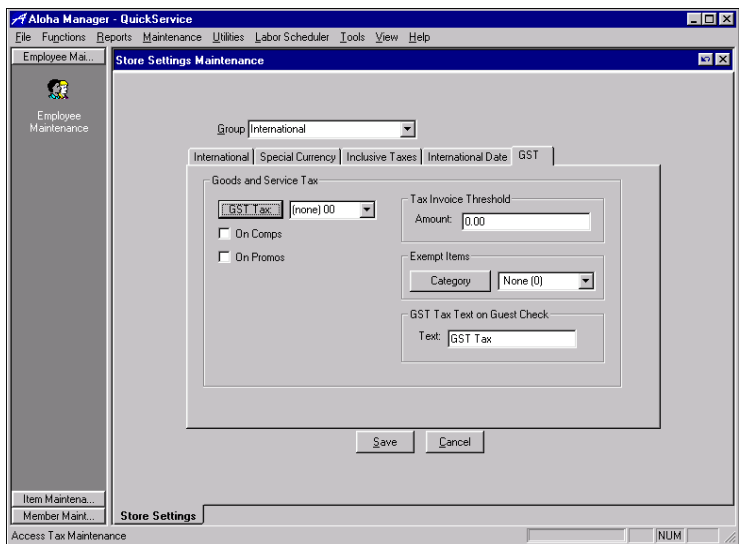 Aloha Manager - QuickService
File Functions Reports Maintenance Utilities Labor Scheduler Tools View Help
Employee Mai...
Store Settings Maintenance
Employee
Maintenance
Group International
International Special Currency Inclusive Taxes International Date GST
Goods and Service Tax
GST Tax: (none) 00
On Comps
On Promos
Tax Invoice Threshold
Amount: 0.00
Exempt Items
Category None (0)
GST Tax Text on Guest Check
Text: GST Tax
Save Cancel
Item Maintena...
Member Maint...
Store Settings
Access Tax Maintenance NUM